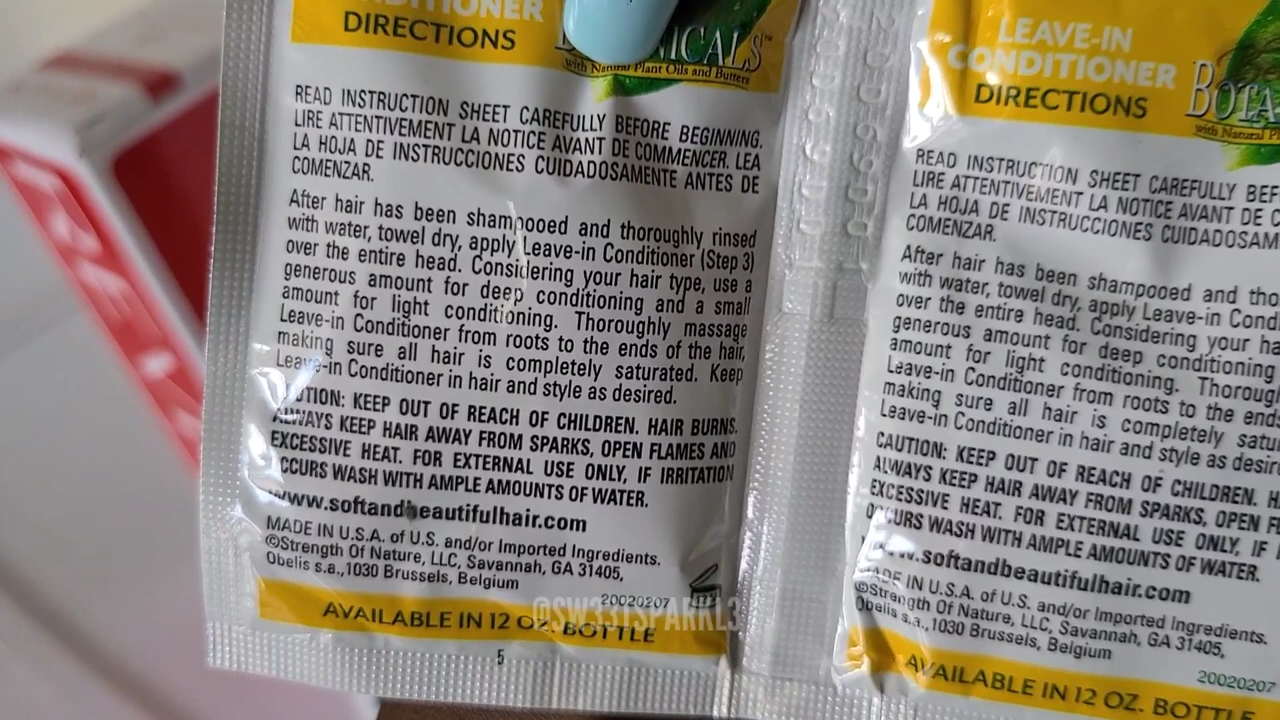 CONDITIONER
DIRECTIONS
BOTANICALS™
with Natural Plant Oils and Butters
READ INSTRUCTION SHEET CAREFULLY BEFORE BEGINNING.
LIRE ATTENTIVEMENT LA NOTICE AVANT DE COMMENCER. LEA
LA HOJA DE INSTRUCCIONES CUIDADOSAMENTE ANTES DE
COMENZAR.
After hair has been shampooed and thoroughly rinsed
with water, towel dry, apply Leave-in Conditioner (Step 3)
over the entire head. Considering your hair type, use a
generous amount for deep conditioning and a small
amount for light conditioning. Thoroughly massage
Leave-in Conditioner from roots to the ends of the hair,
making sure all hair is completely saturated. Keep
Leave-in Conditioner in hair and style as desired.
CAUTION: KEEP OUT OF REACH OF CHILDREN. HAIR BURNS.
ALWAYS KEEP HAIR AWAY FROM SPARKS, OPEN FLAMES AND
EXCESSIVE HEAT. FOR EXTERNAL USE ONLY, IF IRRITATION
OCCURS WASH WITH AMPLE AMOUNTS OF WATER.
www.softandbeautifulhair.com
MADE IN U.S.A. of U.S. and/or Imported Ingredients.
©Strength Of Nature, LLC, Savannah, GA 31405,
Obelis s.a.,1030 Brussels, Belgium
20020207
AVAILABLE IN 12 OZ. BOTTLE
5
@SW33TSPARKL3
LEAVE-IN
CONDITIONER
DIRECTIONS
BOTA
with Natural P
READ INSTRUCTION SHEET CAREFULLY BEF
LIRE ATTENTIVEMENT LA NOTICE AVANT DE C
LA HOJA DE INSTRUCCIONES CUIDADOSAM
COMENZAR.
After hair has been shampooed and tho
with water, towel dry, apply Leave-in Cond
over the entire head. Considering your ha
generous amount for deep conditioning
amount for light conditioning. Thoroug
Leave-in Conditioner from roots to the ends
making sure all hair is completely satu
Leave-in Conditioner in hair and style as desire
CAUTION: KEEP OUT OF REACH OF CHILDREN. H
ALWAYS KEEP HAIR AWAY FROM SPARKS, OPEN F
EXCESSIVE HEAT. FOR EXTERNAL USE ONLY, IF
OCCURS WASH WITH AMPLE AMOUNTS OF WATER.
www.softandbeautifulhair.com
MADE IN U.S.A. of U.S. and/or Imported Ingredients.
©Strength Of Nature, LLC, Savannah, GA 31405,
Obelis s.a.,1030 Brussels, Belgium
20020207
AVAILABLE IN 12 OZ. BOTTLE